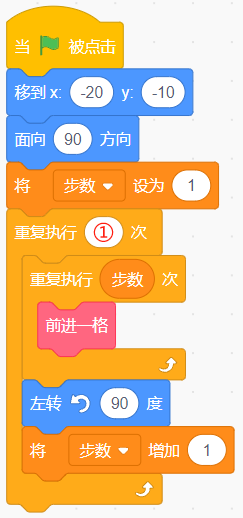 当 被点击
移到 x: -20 y: -10
面向 90 方向
将 步数 设为 1
重复执行 ① 次
重复执行 步数 次
前进一格
左转 90 度
将 步数 增加 1